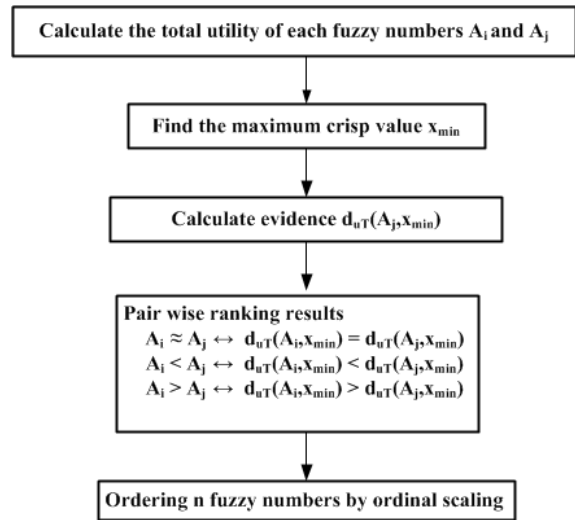 Calculate the total utility of each fuzzy numbers Aᵢ and Aⱼ
Find the maximum crisp value xₘᵢₙ
Calculate evidence dᵤT(Aⱼ,xₘᵢₙ)
Pair wise ranking results
Aᵢ ≈ Aⱼ ↔ dᵤT(Aᵢ,xₘᵢₙ) = dᵤT(Aⱼ,xₘᵢₙ)
Aᵢ < Aⱼ ↔ dᵤT(Aᵢ,xₘᵢₙ) < dᵤT(Aⱼ,xₘᵢₙ)
Aᵢ > Aⱼ ↔ dᵤT(Aᵢ,xₘᵢₙ) > dᵤT(Aⱼ,xₘᵢₙ)
Ordering n fuzzy numbers by ordinal scaling